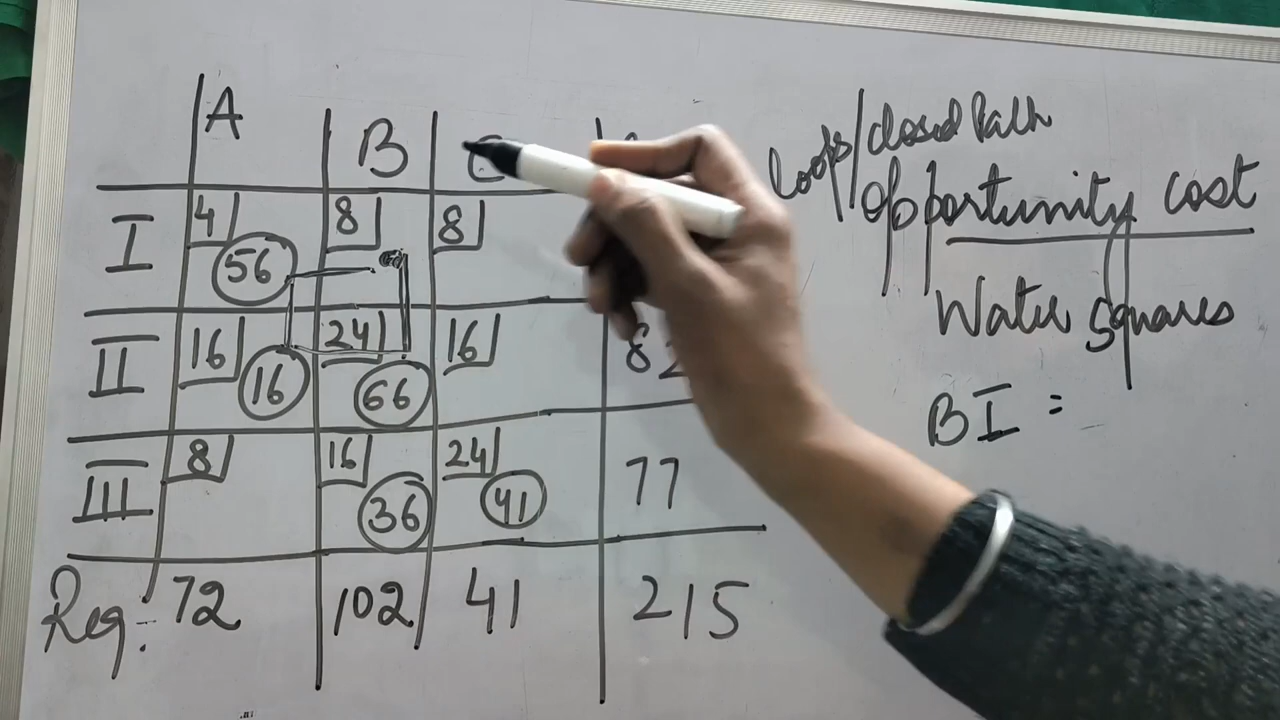 A B C
I 4 56 8 8
II 16 16 24 66 16 82
III 8 16 36 24 41 77
Req: 72 102 41 215
Loops/closed Path
opportunity cost
Water Squares
BI =